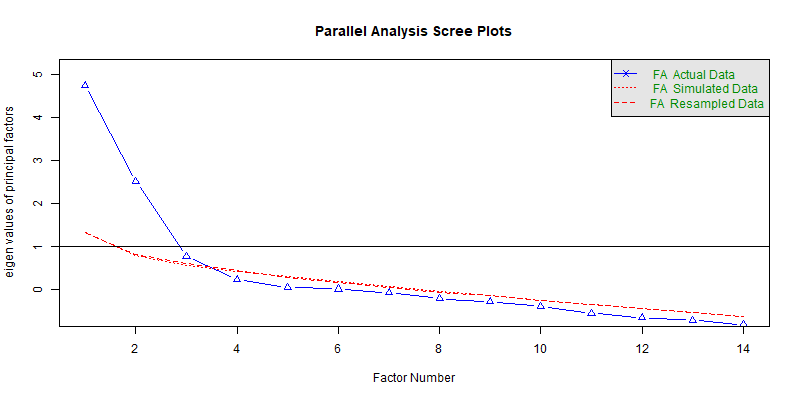 Parallel Analysis Scree Plots
eigen values of principal factors
5
4
3
2
1
0
FA Actual Data
FA Simulated Data
FA Resampled Data
2 4 6 8 10 12 14
Factor Number